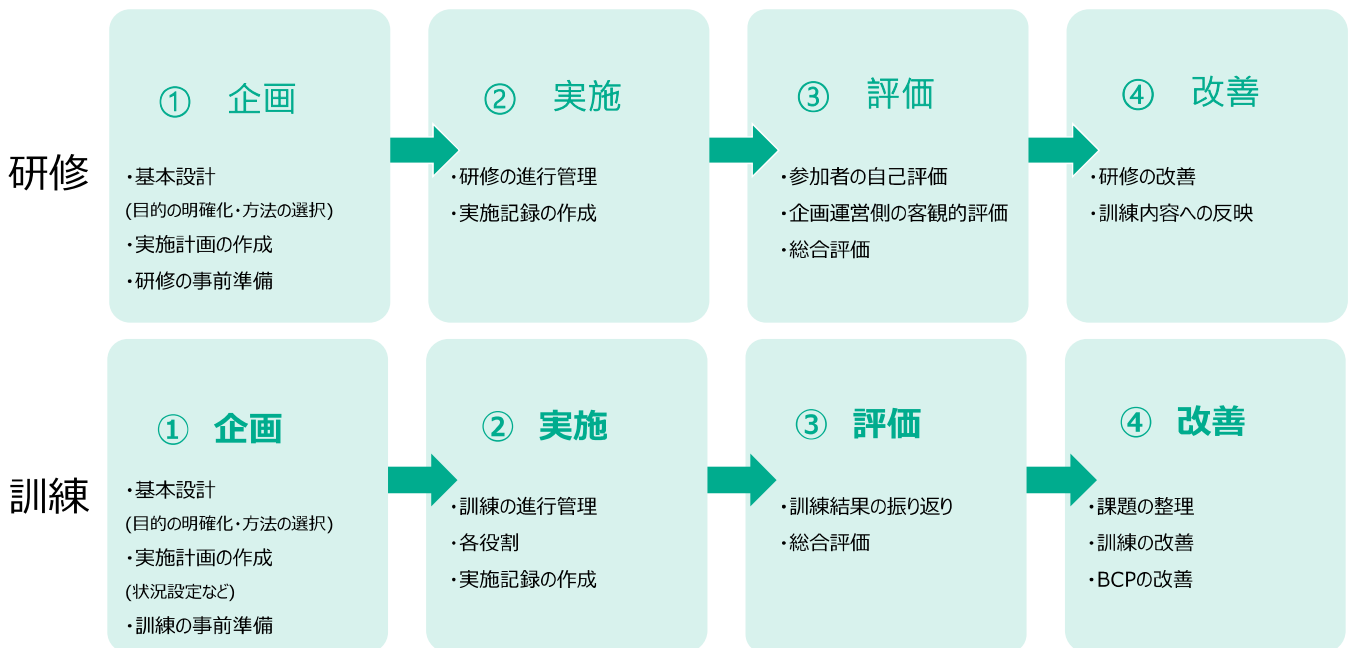 研修
① 企画
・基本設計
(目的の明確化・方法の選択)
・実施計画の作成
・研修の事前準備
② 実施
・研修の進行管理
・実施記録の作成
③ 評価
・参加者の自己評価
・企画運営側の客観的評価
・総合評価
④ 改善
・研修の改善
・訓練内容への反映
訓練
① 企画
・基本設計
(目的の明確化・方法の選択)
・実施計画の作成
(状況設定など)
・訓練の事前準備
② 実施
・訓練の進行管理
・各役割
・実施記録の作成
③ 評価
・訓練結果の振り返り
・総合評価
④ 改善
・課題の整理
・訓練の改善
・BCPの改善